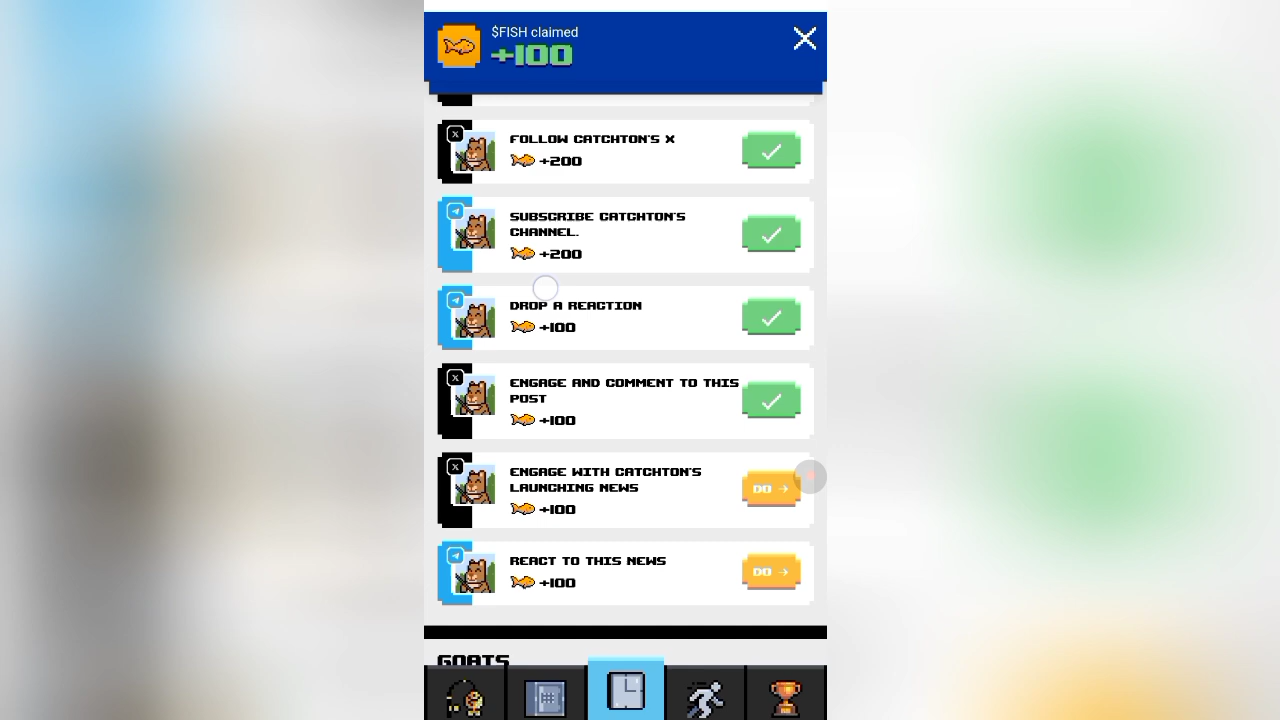 $FISH claimed
+100
FOLLOW CATCHTON'S X
+200
SUBSCRIBE CATCHTON'S
CHANNEL.
+200
DROP A REACTION
+100
ENGAGE AND COMMENT TO THIS
POST
+100
ENGAGE WITH CATCHTON'S
LAUNCHING NEWS
+100
DO →
REACT TO THIS NEWS
+100
DO →
GOATS